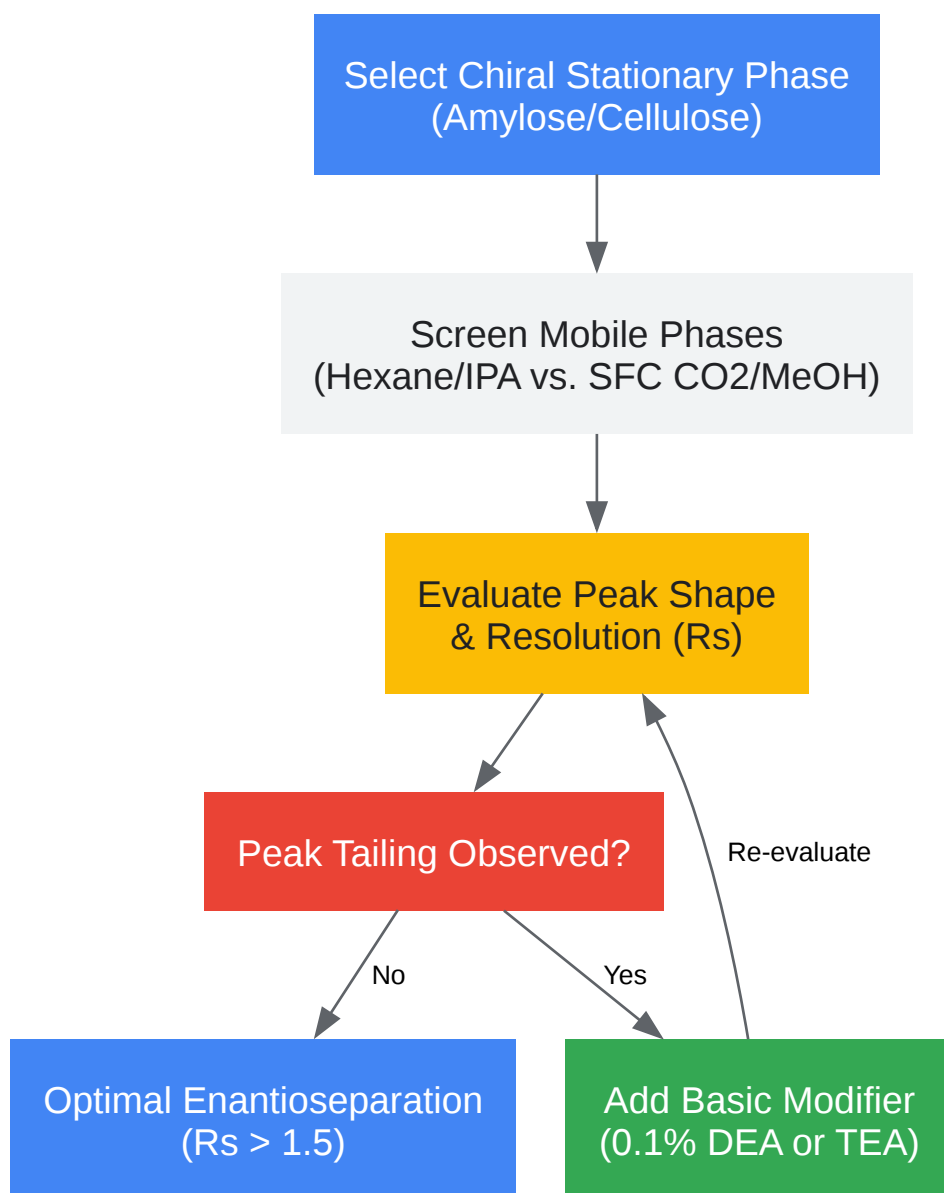 Select Chiral Stationary Phase
(Amylose/Cellulose)
Screen Mobile Phases
(Hexane/IPA vs. SFC CO2/MeOH)
Evaluate Peak Shape
& Resolution (Rs)
Peak Tailing Observed?
Re-evaluate
No
Yes
Optimal Enantioseparation
(Rs > 1.5)
Add Basic Modifier
(0.1% DEA or TEA)